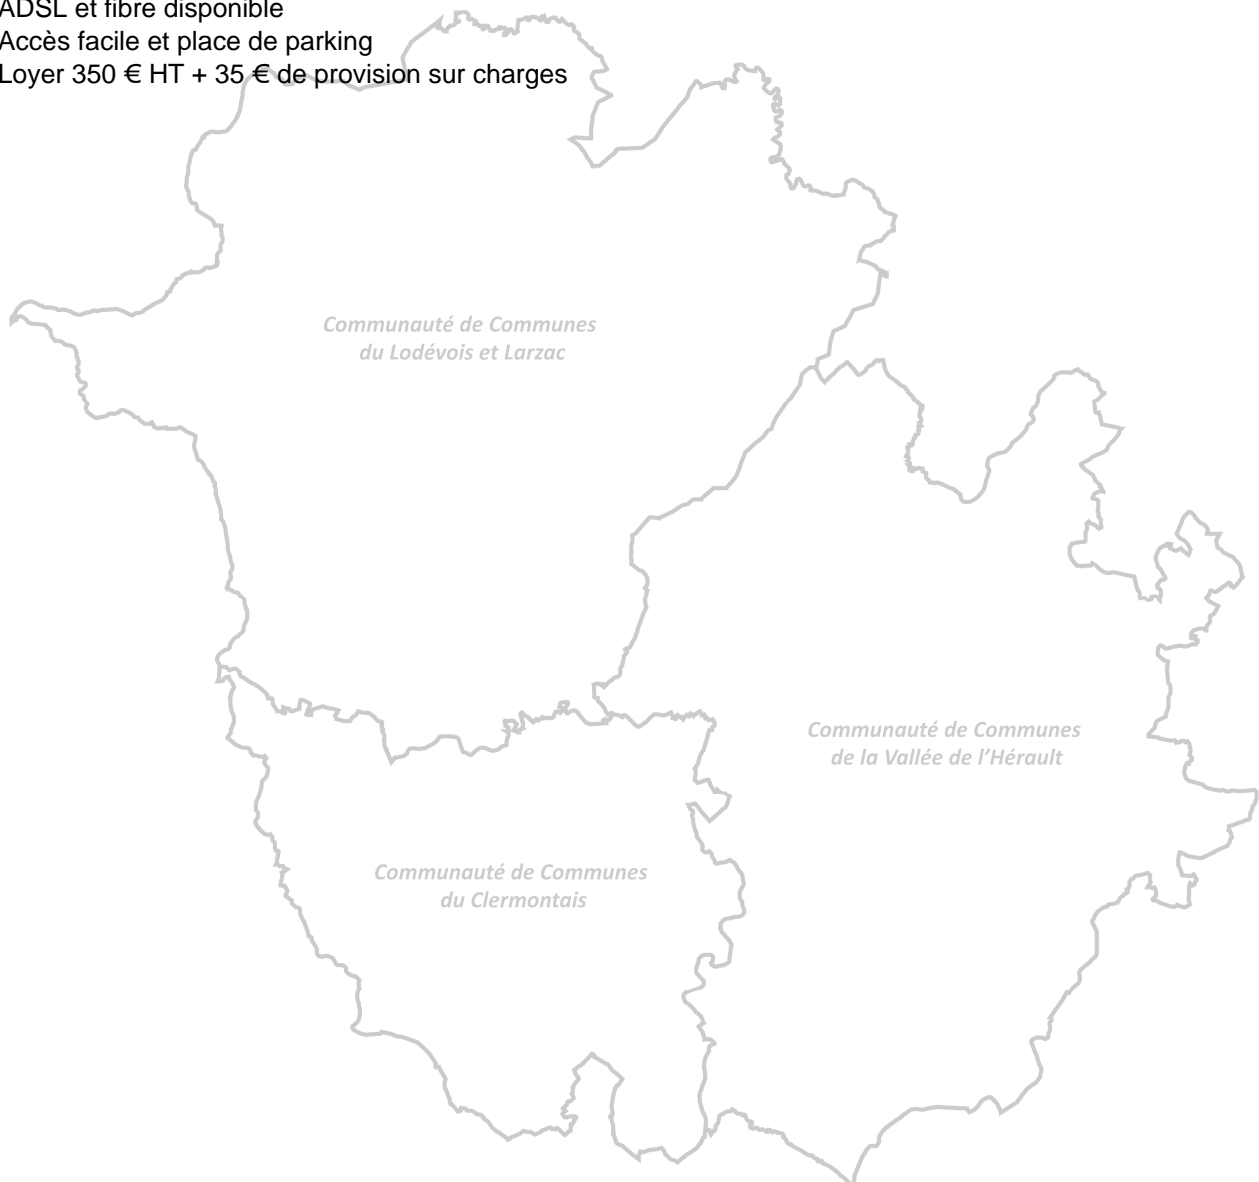 ADSL et fibre disponible
Accès facile et place de parking
Loyer 350 € HT + 35 € de provision sur charges
Communauté de Communes
du Lodévois et Larzac
Communauté de Communes
de la Vallée de l'Hérault
Communauté de Communes
du Clermontais